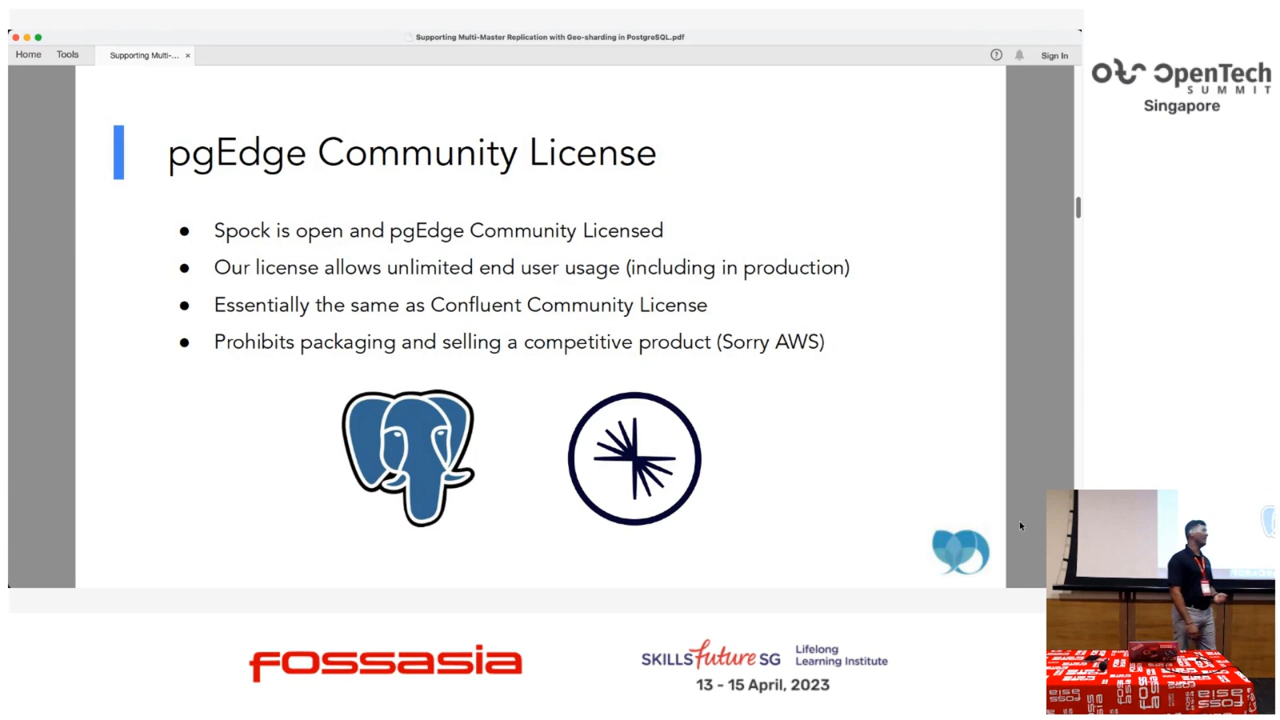 Supporting Multi-Master Replication with Geo-sharding in PostgreSQL.pdf
Home Tools Supporting Multi-... × ? Sign In
OpenTech
SUMMIT
Singapore
pgEdge Community License
● Spock is open and pgEdge Community Licensed
● Our license allows unlimited end user usage (including in production)
● Essentially the same as Confluent Community License
● Prohibits packaging and selling a competitive product (Sorry AWS)
fossasia
SKILLS future SG
Lifelong
Learning Institute
13 - 15 April, 2023